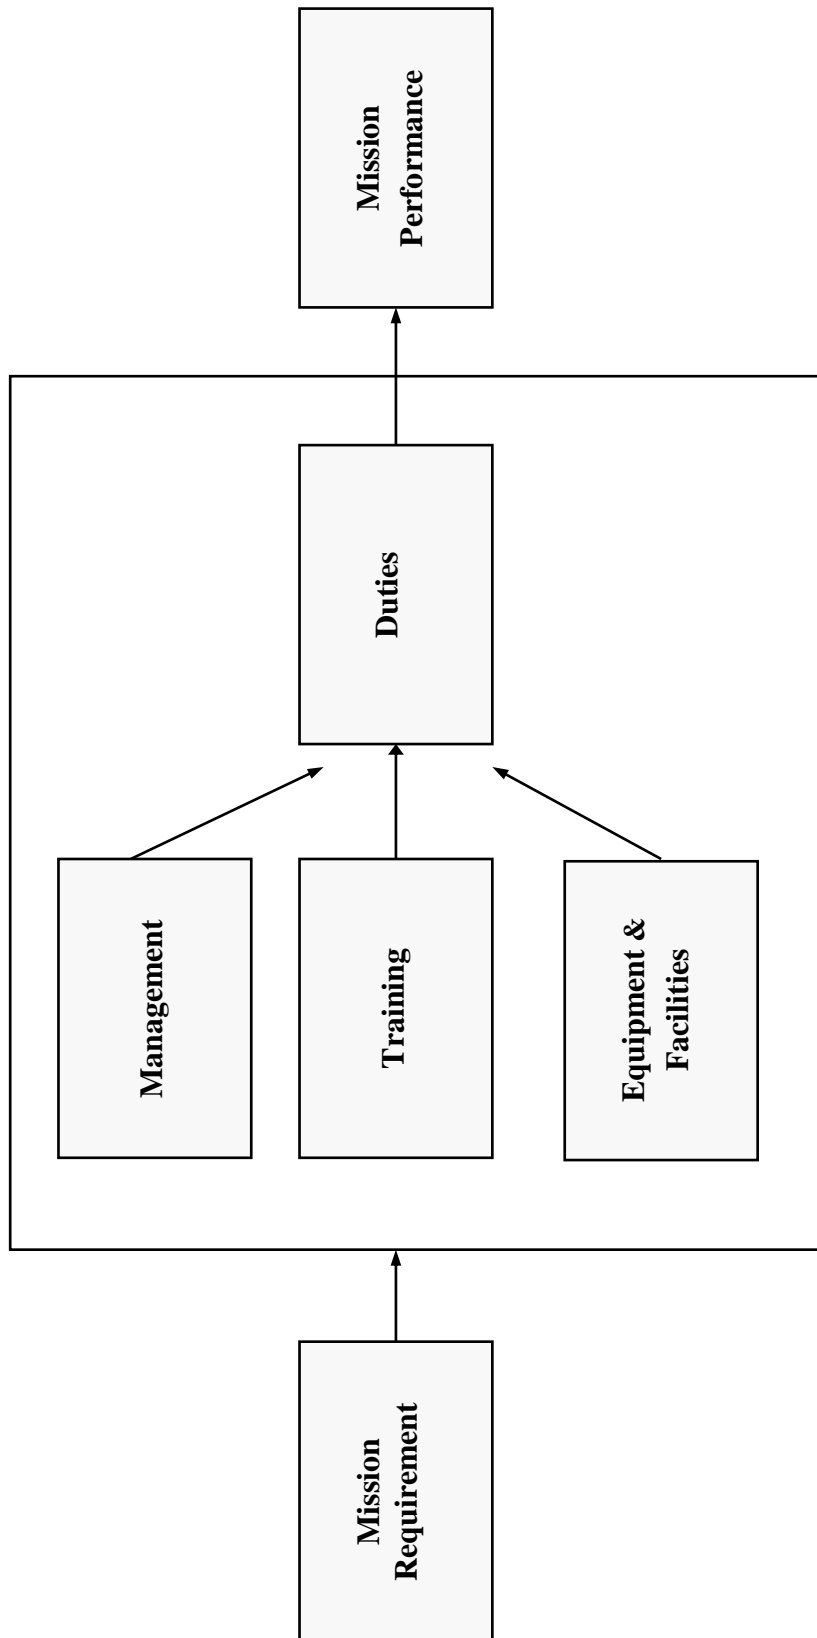 Mission
Requirement
Management
Training
Equipment &
Facilities
Duties
Mission
Performance